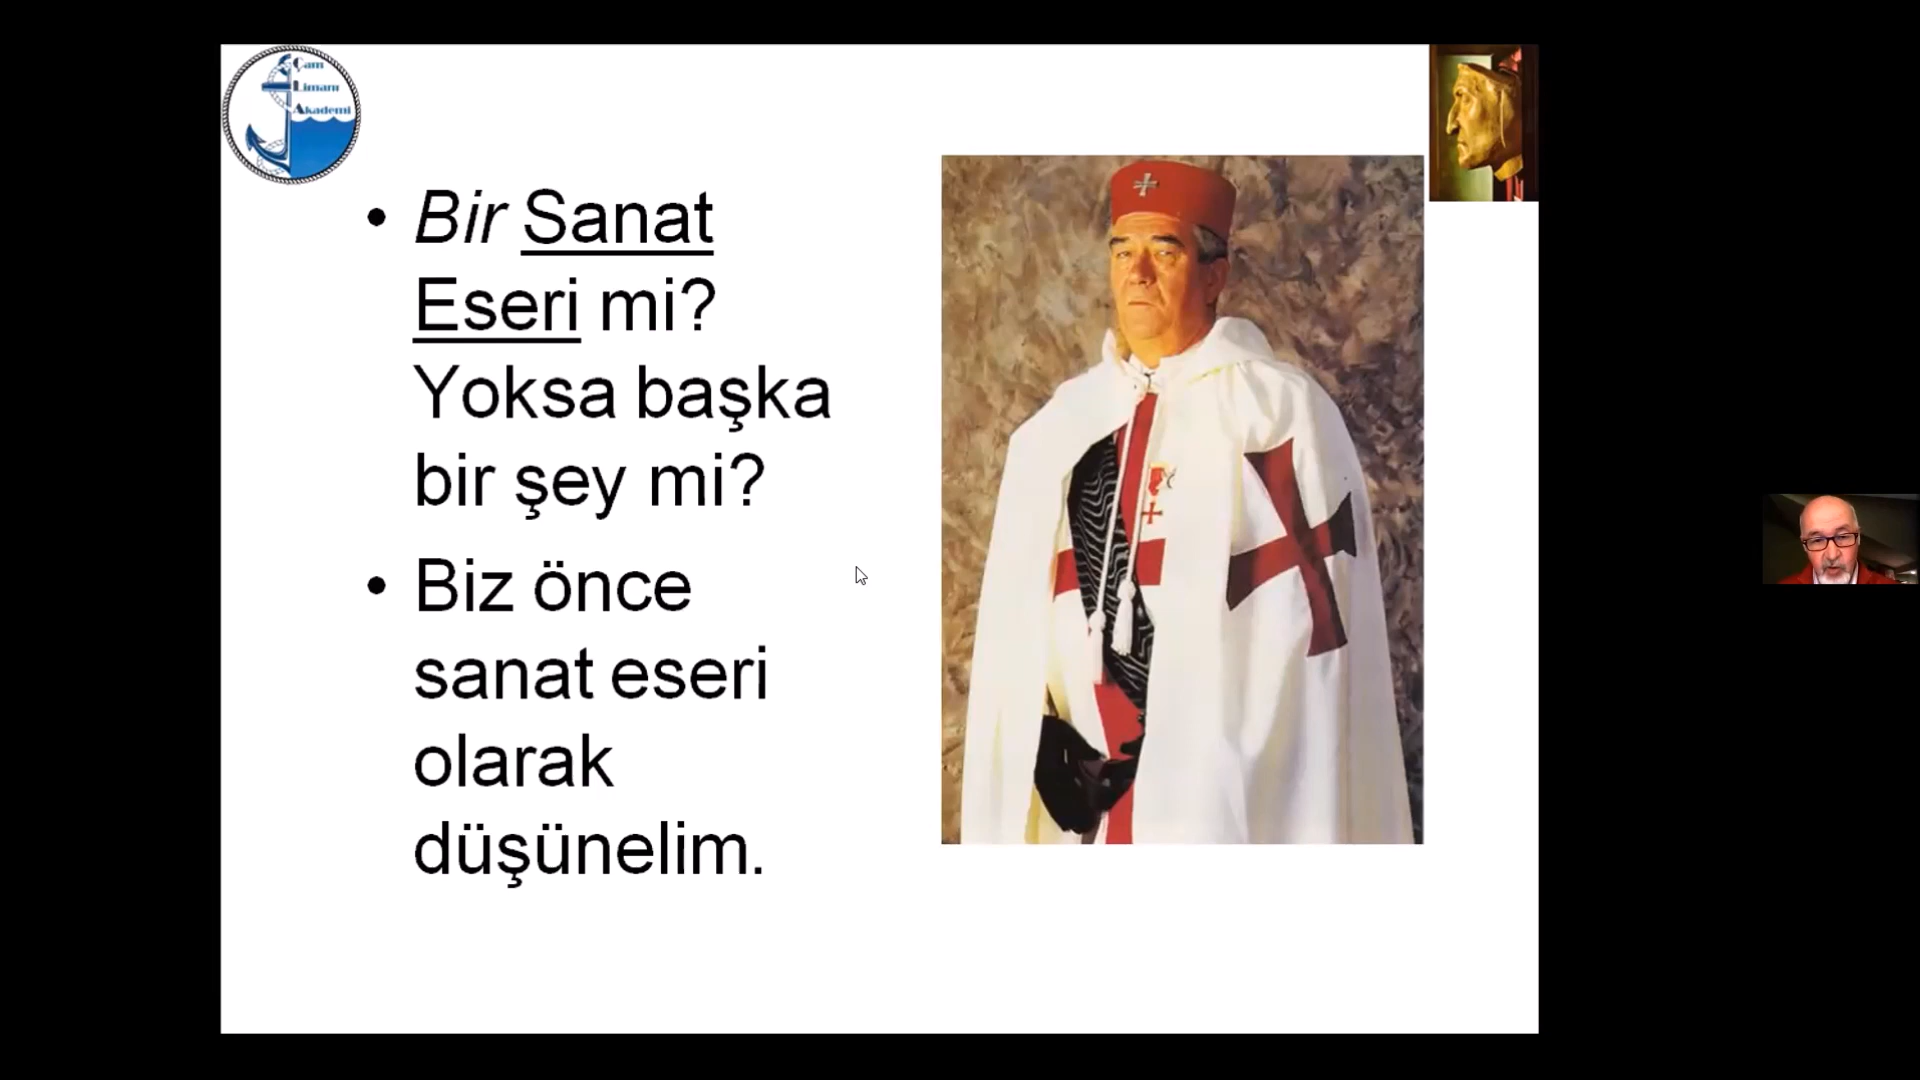 Çam
Limanı
Akademi
• Bir Sanat
Eseri mi?
Yoksa başka
bir şey mi?
• Biz önce
sanat eseri
olarak
düşünelim.